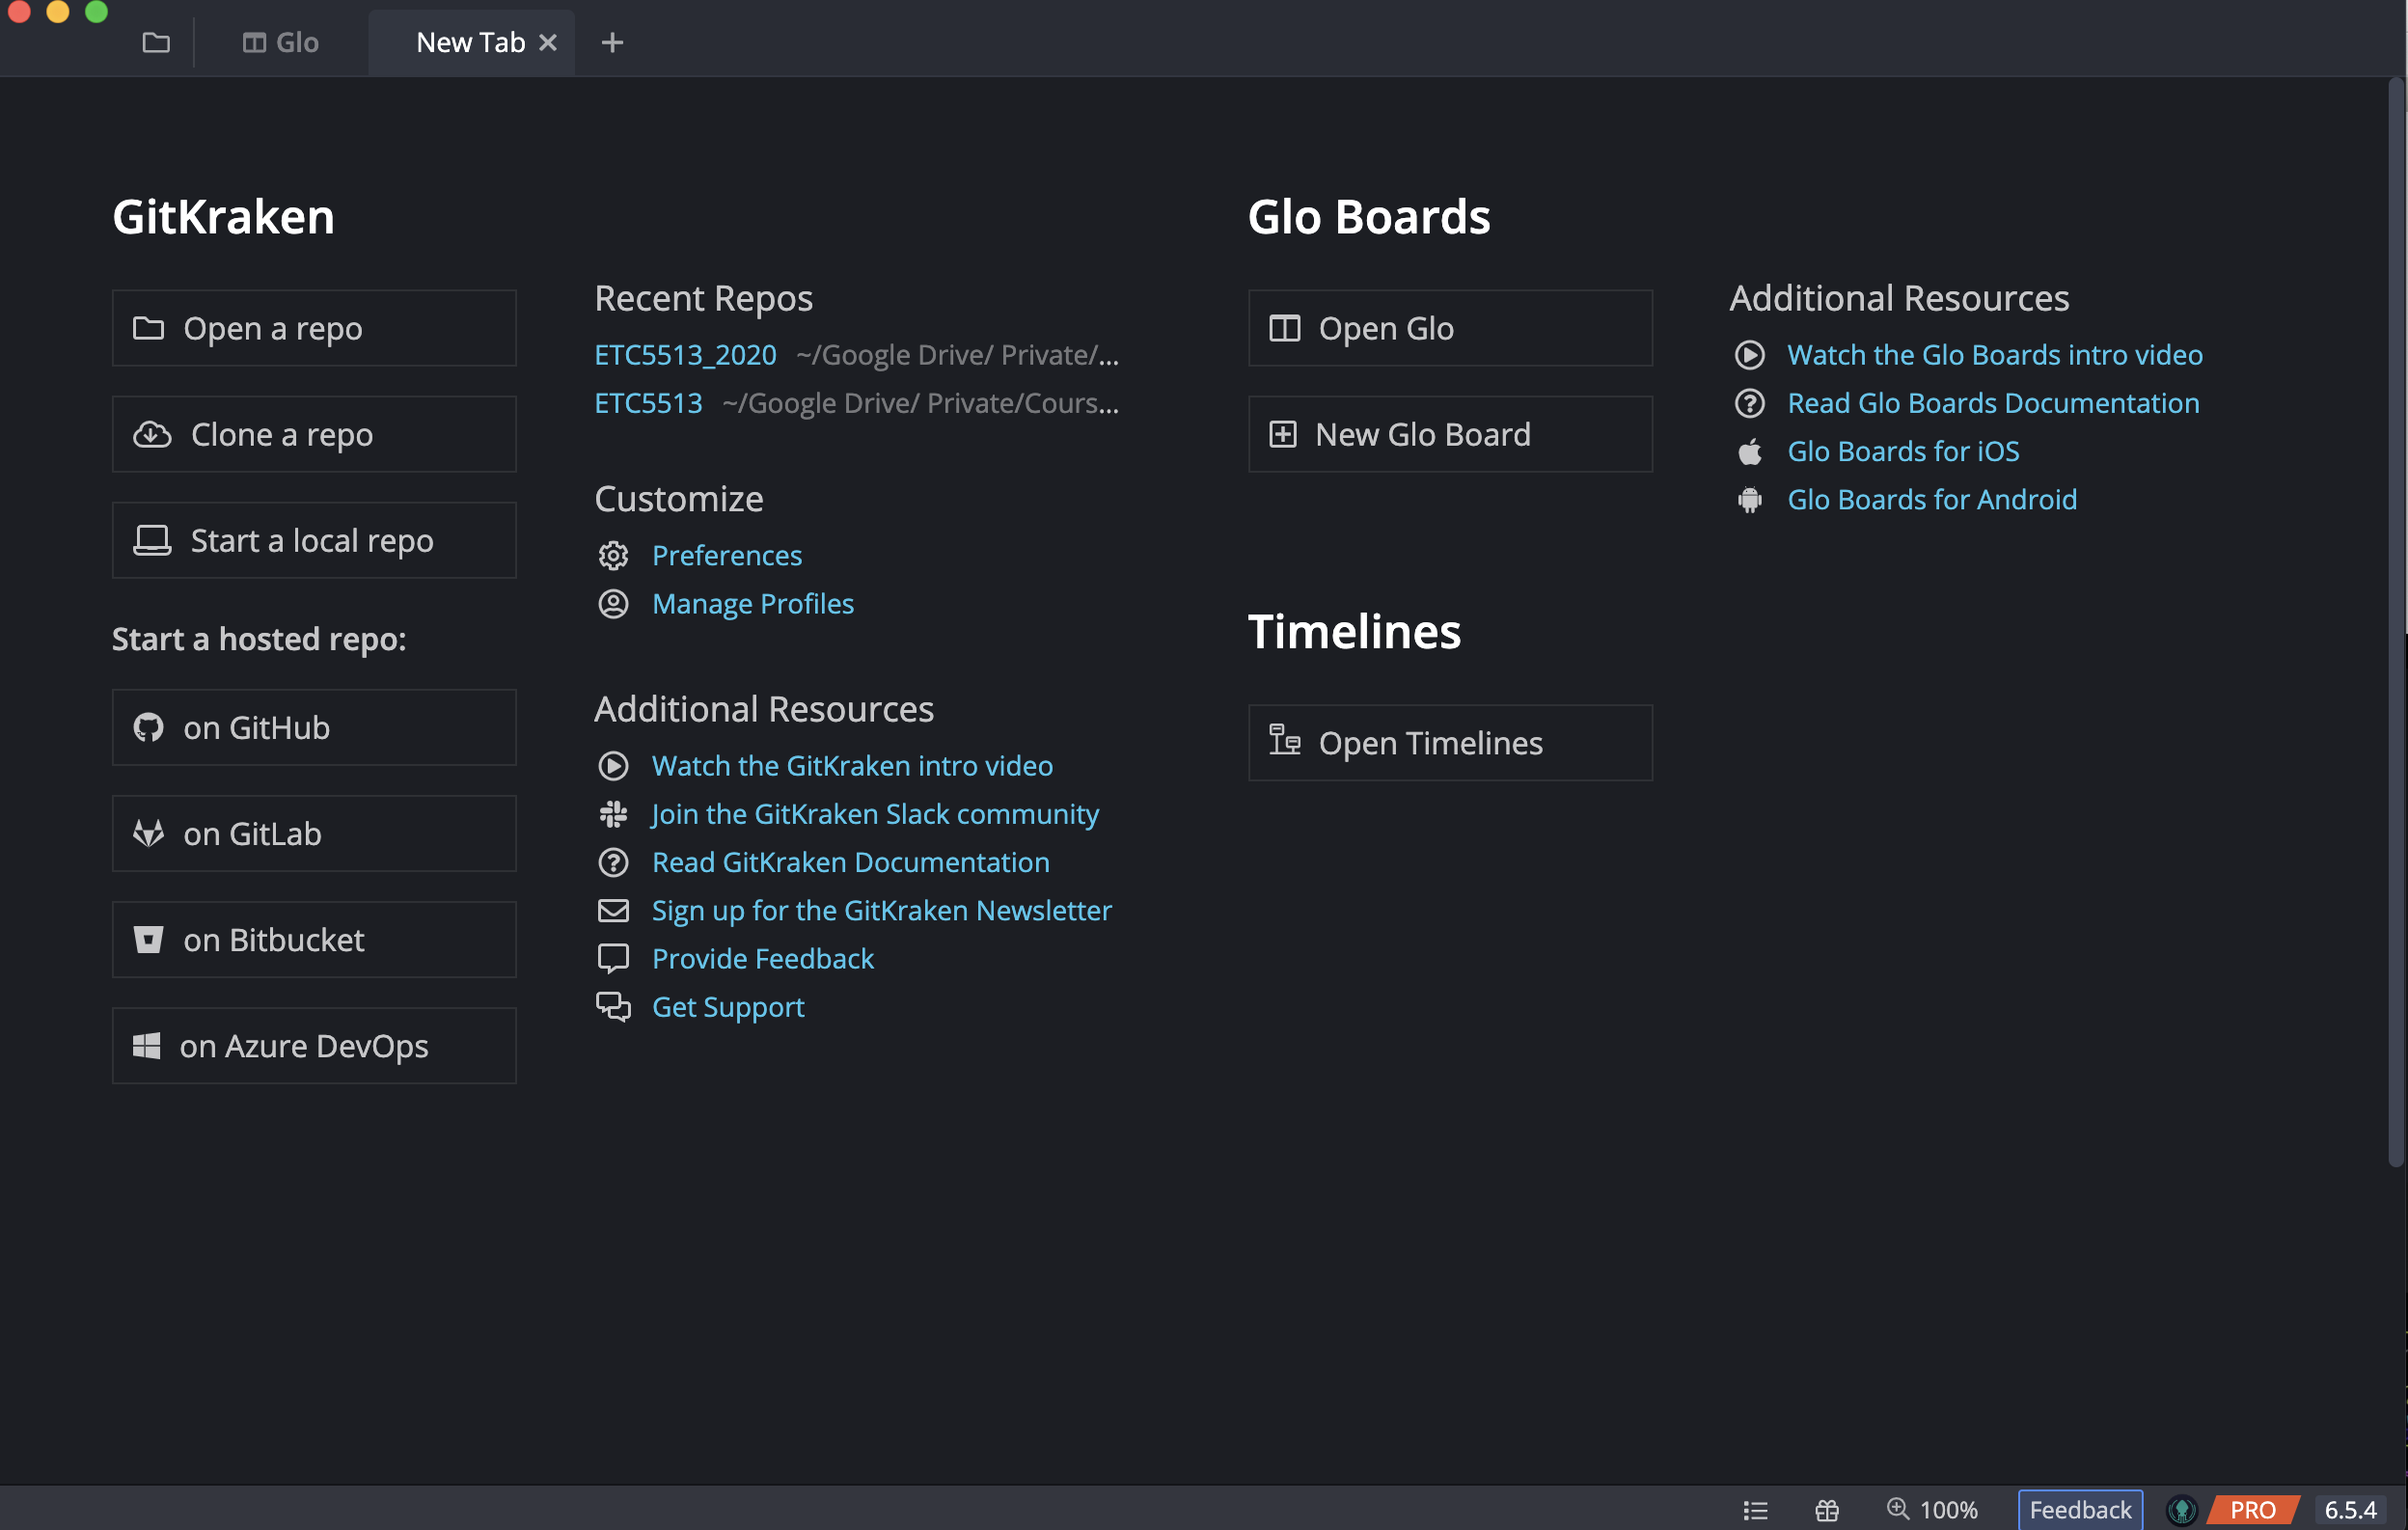 Glo
New Tab
GitKraken
Open a repo
Clone a repo
Start a local repo
Start a hosted repo:
on GitHub
on GitLab
on Bitbucket
on Azure DevOps
Recent Repos
ETC5513_2020 ~/Google Drive/ Private/...
ETC5513 ~/Google Drive/ Private/Cours...
Customize
Preferences
Manage Profiles
Additional Resources
Watch the GitKraken intro video
Join the GitKraken Slack community
Read GitKraken Documentation
Sign up for the GitKraken Newsletter
Provide Feedback
Get Support
Glo Boards
Open Glo
New Glo Board
Additional Resources
Watch the Glo Boards intro video
Read Glo Boards Documentation
Glo Boards for iOS
Glo Boards for Android
Timelines
Open Timelines
100%
Feedback
PRO
6.5.4